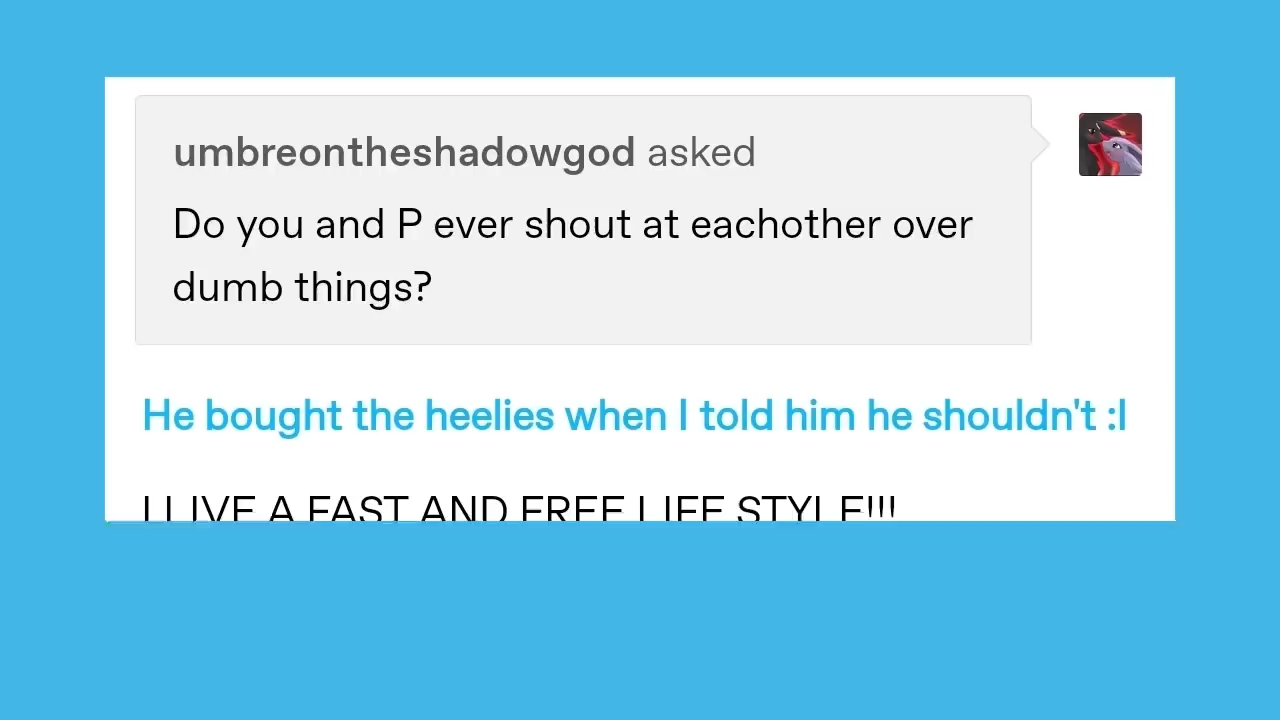 umbreontheshadowgod asked
Do you and P ever shout at eachother over
dumb things?
He bought the heelies when I told him he shouldn't :l
I LIVE A FAST AND FREE LIFE STYLE!!!